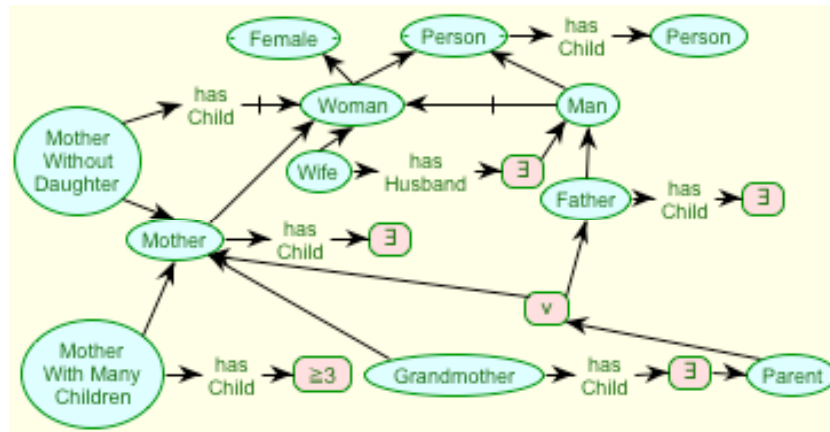 Female
Person
has
Child
Person
has
Child
Woman
Man
Mother
Without
Daughter
Wife
has
Husband
∃
Father
has
Child
∃
Mother
has
Child
∃
v
Mother
With Many
Children
has
Child
≧3
Grandmother
has
Child
∃
Parent